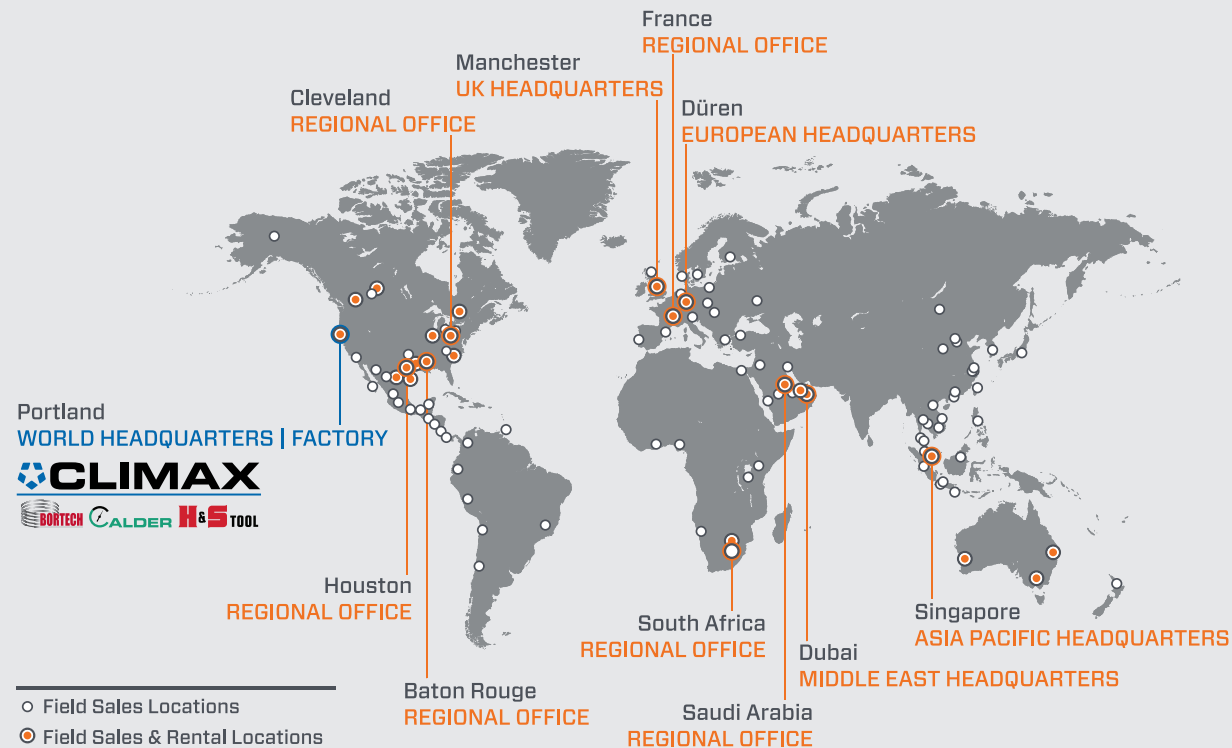 France
REGIONAL OFFICE
Manchester
UK HEADQUARTERS
Cleveland
REGIONAL OFFICE
Düren
EUROPEAN HEADQUARTERS
Portland
WORLD HEADQUARTERS | FACTORY
CLIMAX
BORTECH CALDER H&S TOOL
Houston
REGIONAL OFFICE
South Africa
REGIONAL OFFICE
Singapore
ASIA PACIFIC HEADQUARTERS
Dubai
MIDDLE EAST HEADQUARTERS
Baton Rouge
REGIONAL OFFICE
Saudi Arabia
REGIONAL OFFICE
Field Sales Locations
Field Sales & Rental Locations